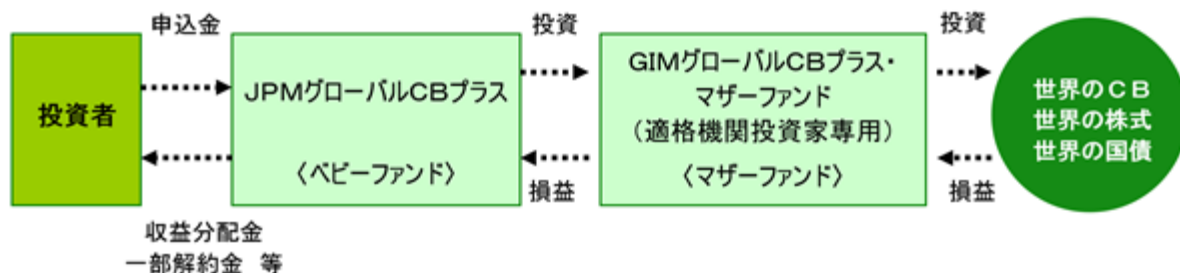 申込金
投資
投資
投資者
JPMグローバルCBプラス
〈ベビーファンド〉
GIMグローバルCBプラス・
マザーファンド
（適格機関投資家専用）
〈マザーファンド〉
世界のＣＢ
世界の株式
世界の国債
損益
損益
収益分配金
一部解約金 等